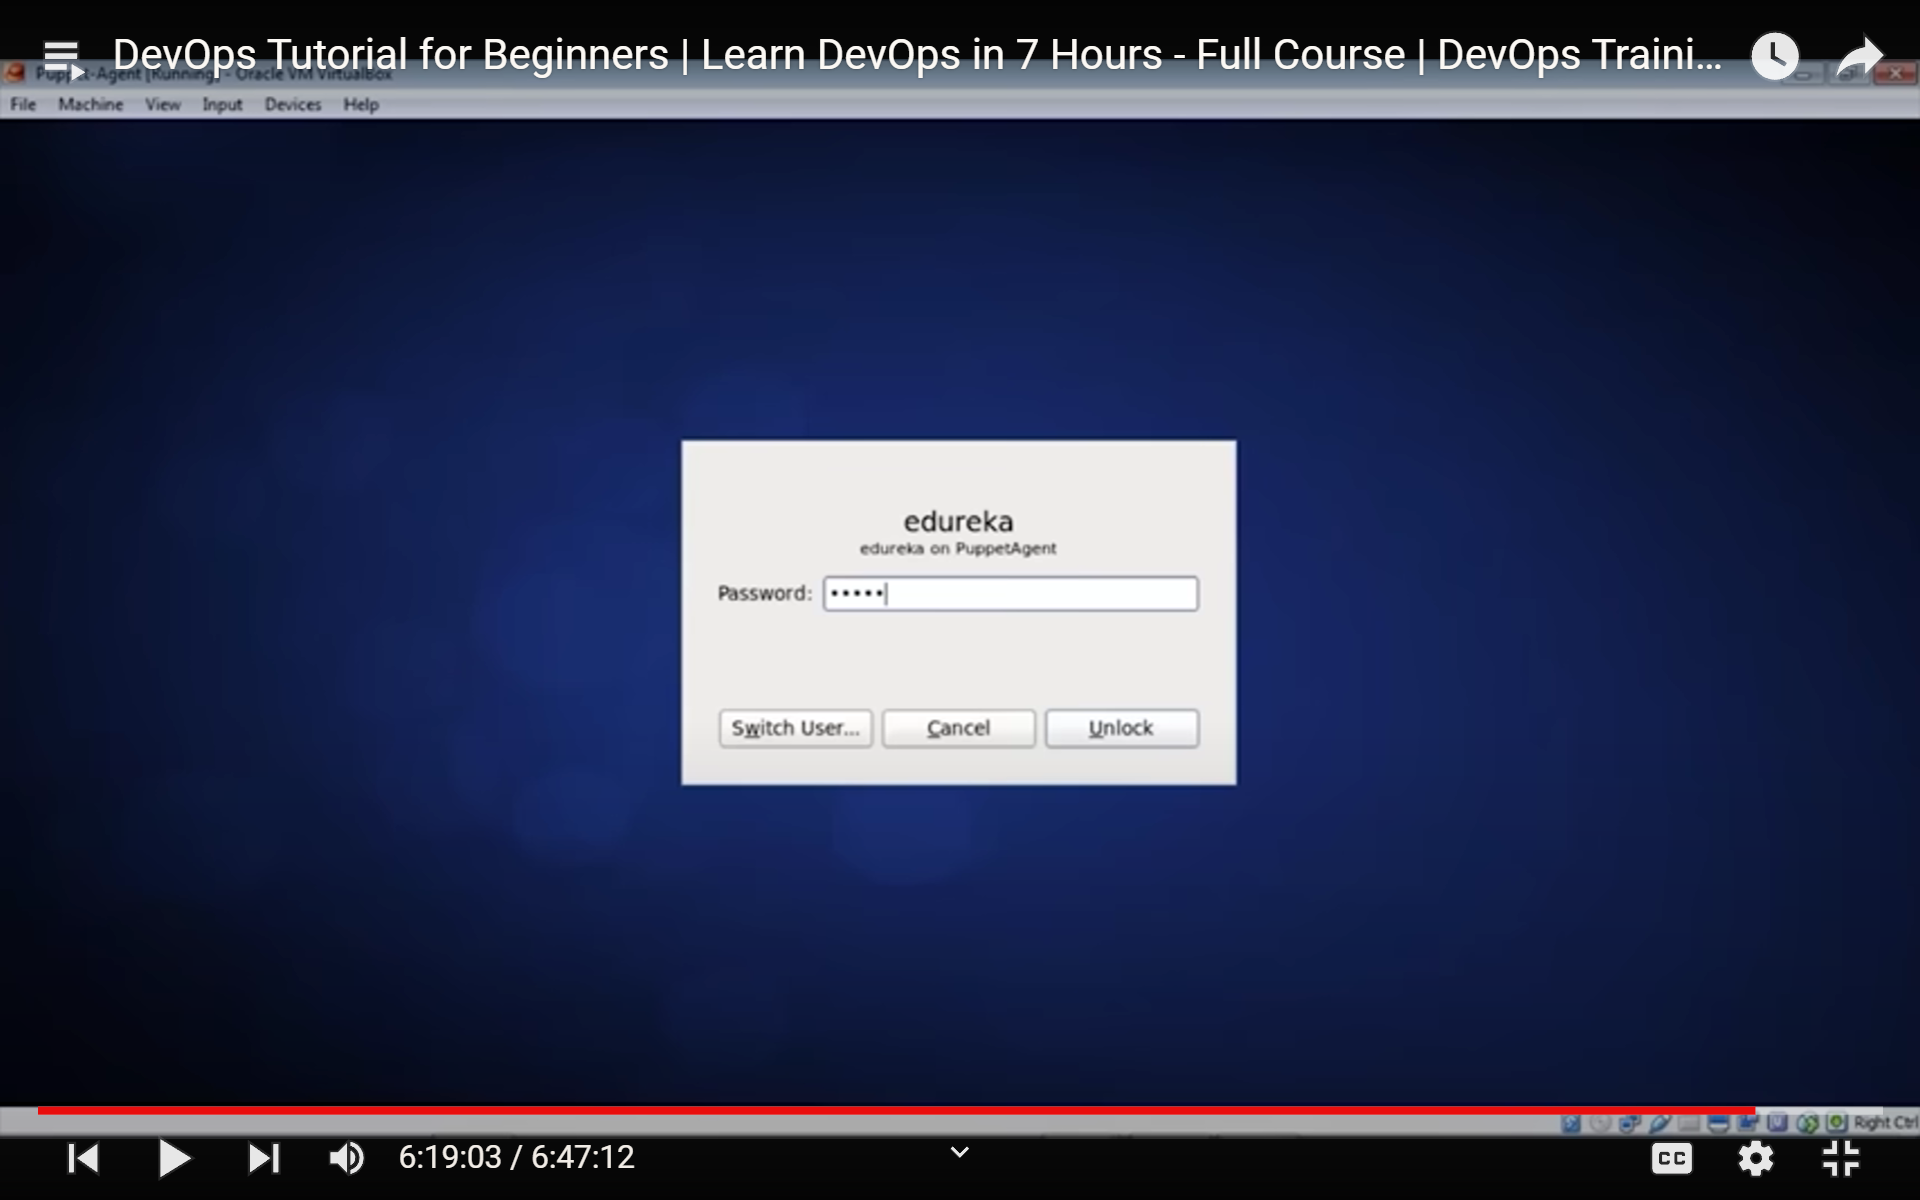 DevOps Tutorial for Beginners | Learn DevOps in 7 Hours - Full Course | DevOps Traini...
Puppet-Agent [Running] - Oracle VM VirtualBox
File Machine View Input Devices Help
edureka
edureka on PuppetAgent
Password: •••••
Switch User... Cancel Unlock
Right Ctrl
6:19:03 / 6:47:12
CC